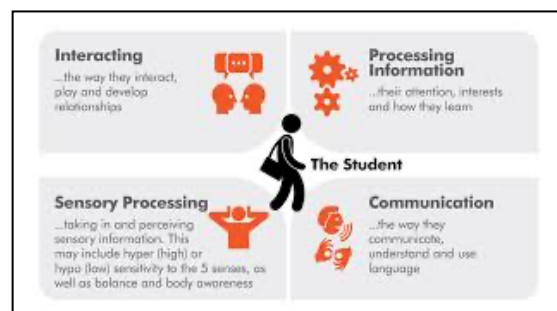 Interacting
...the way they interact,
play and develop
relationships
Processing
Information
...their attention, interests
and how they learn
The Student
Sensory Processing
...taking in and perceiving
sensory information. This
may include hyper (high) or
hypo (low) sensitivity to the 5 senses, as
well as balance and body awareness
Communication
...the way they
communicate,
understand and use
language